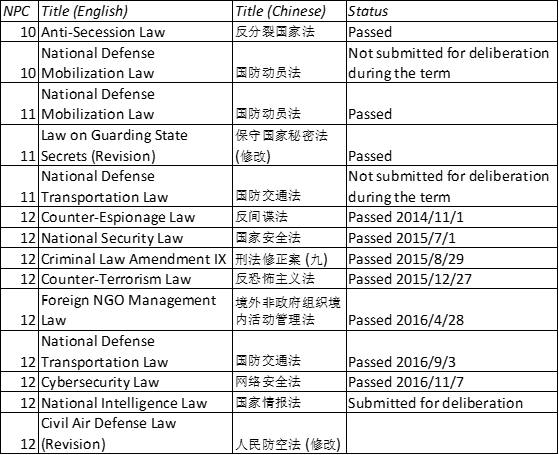 NPC Title (English) Title (Chinese) Status
10 Anti-Secession Law 反分裂国家法 Passed
National Defense Not submitted for deliberation
10 Mobilization Law 国防动员法 during the term
National Defense
11 Mobilization Law 国防动员法 Passed
Law on Guarding State 保守国家秘密法
11 Secrets (Revision) (修改) Passed
National Defense Not submitted for deliberation
11 Transportation Law 国防交通法 during the term
12 Counter-Espionage Law 反间谍法 Passed 2014/11/1
12 National Security Law 国家安全法 Passed 2015/7/1
12 Criminal Law Amendment IX 刑法修正案 (九) Passed 2015/8/29
12 Counter-Terrorism Law 反恐怖主义法 Passed 2015/12/27
Foreign NGO Management 境外非政府组织境
12 Law 内活动管理法 Passed 2016/4/28
National Defense
12 Transportation Law 国防交通法 Passed 2016/9/3
12 Cybersecurity Law 网络安全法 Passed 2016/11/7
12 National Intelligence Law 国家情报法 Submitted for deliberation
Civil Air Defense Law
12 (Revision) 人民防空法 (修改)